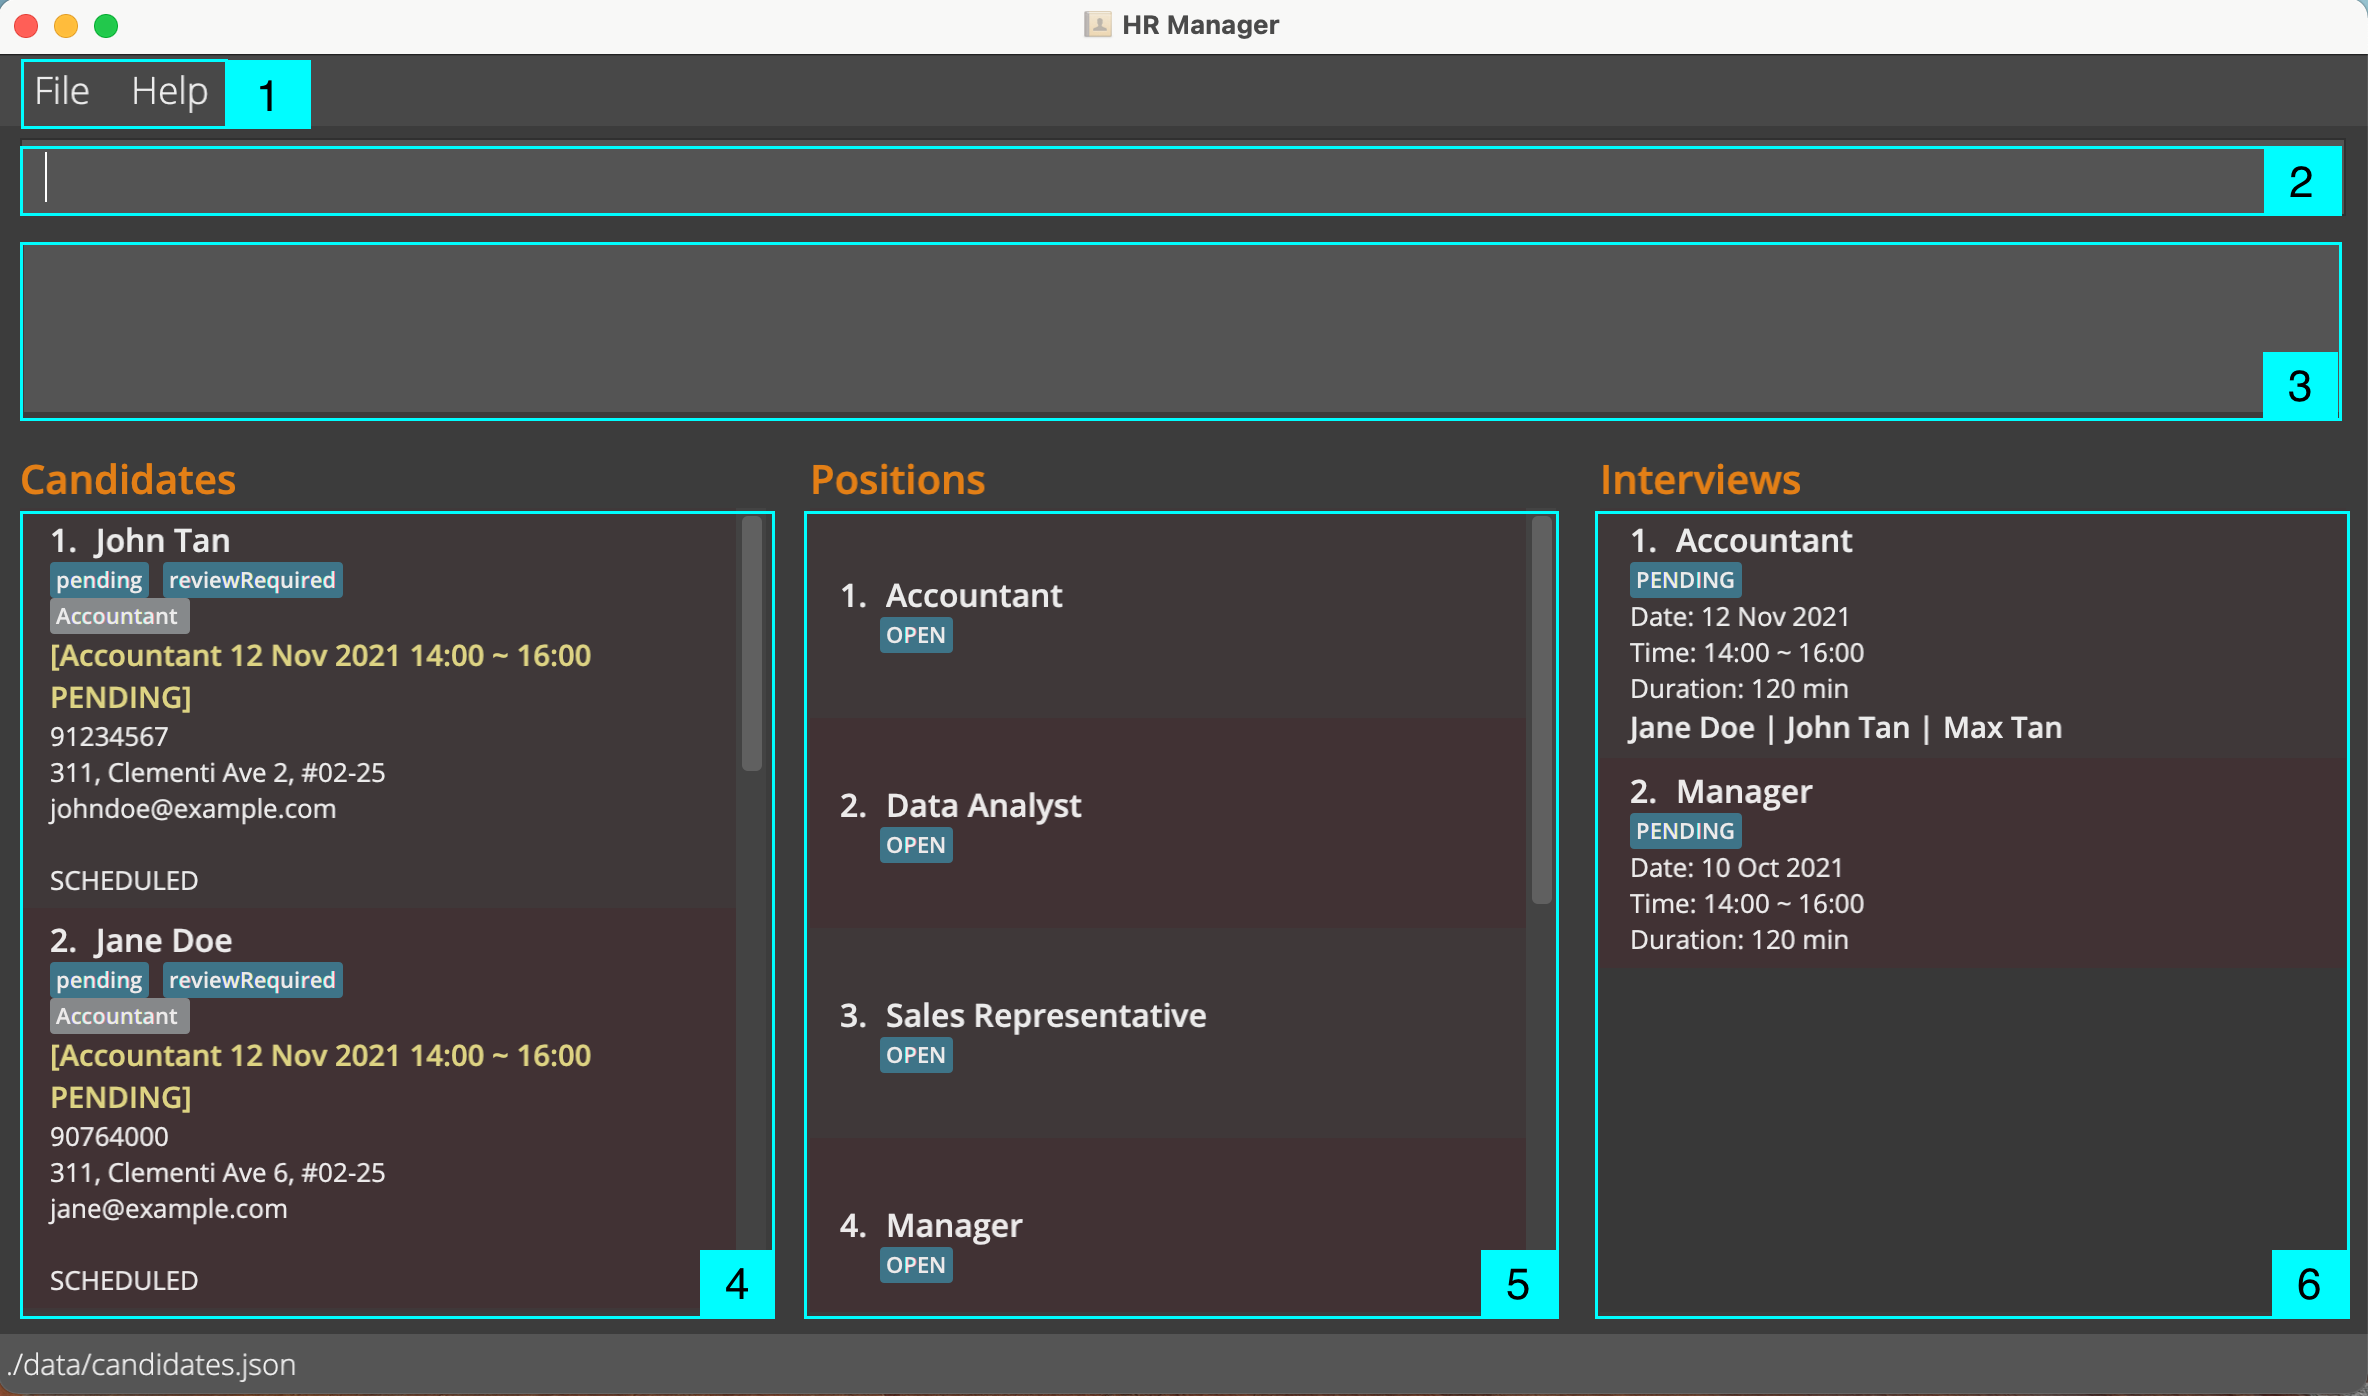 HR Manager
File Help 1
2
3
Candidates
1. John Tan
pending reviewRequired
Accountant
[Accountant 12 Nov 2021 14:00 ~ 16:00
PENDING]
91234567
311, Clementi Ave 2, #02-25
johndoe@example.com
SCHEDULED
2. Jane Doe
pending reviewRequired
Accountant
[Accountant 12 Nov 2021 14:00 ~ 16:00
PENDING]
90764000
311, Clementi Ave 6, #02-25
jane@example.com
SCHEDULED
4
Positions
1. Accountant
OPEN
2. Data Analyst
OPEN
3. Sales Representative
OPEN
4. Manager
OPEN
5
Interviews
1. Accountant
PENDING
Date: 12 Nov 2021
Time: 14:00 ~ 16:00
Duration: 120 min
Jane Doe | John Tan | Max Tan
2. Manager
PENDING
Date: 10 Oct 2021
Time: 14:00 ~ 16:00
Duration: 120 min
6
./data/candidates.json